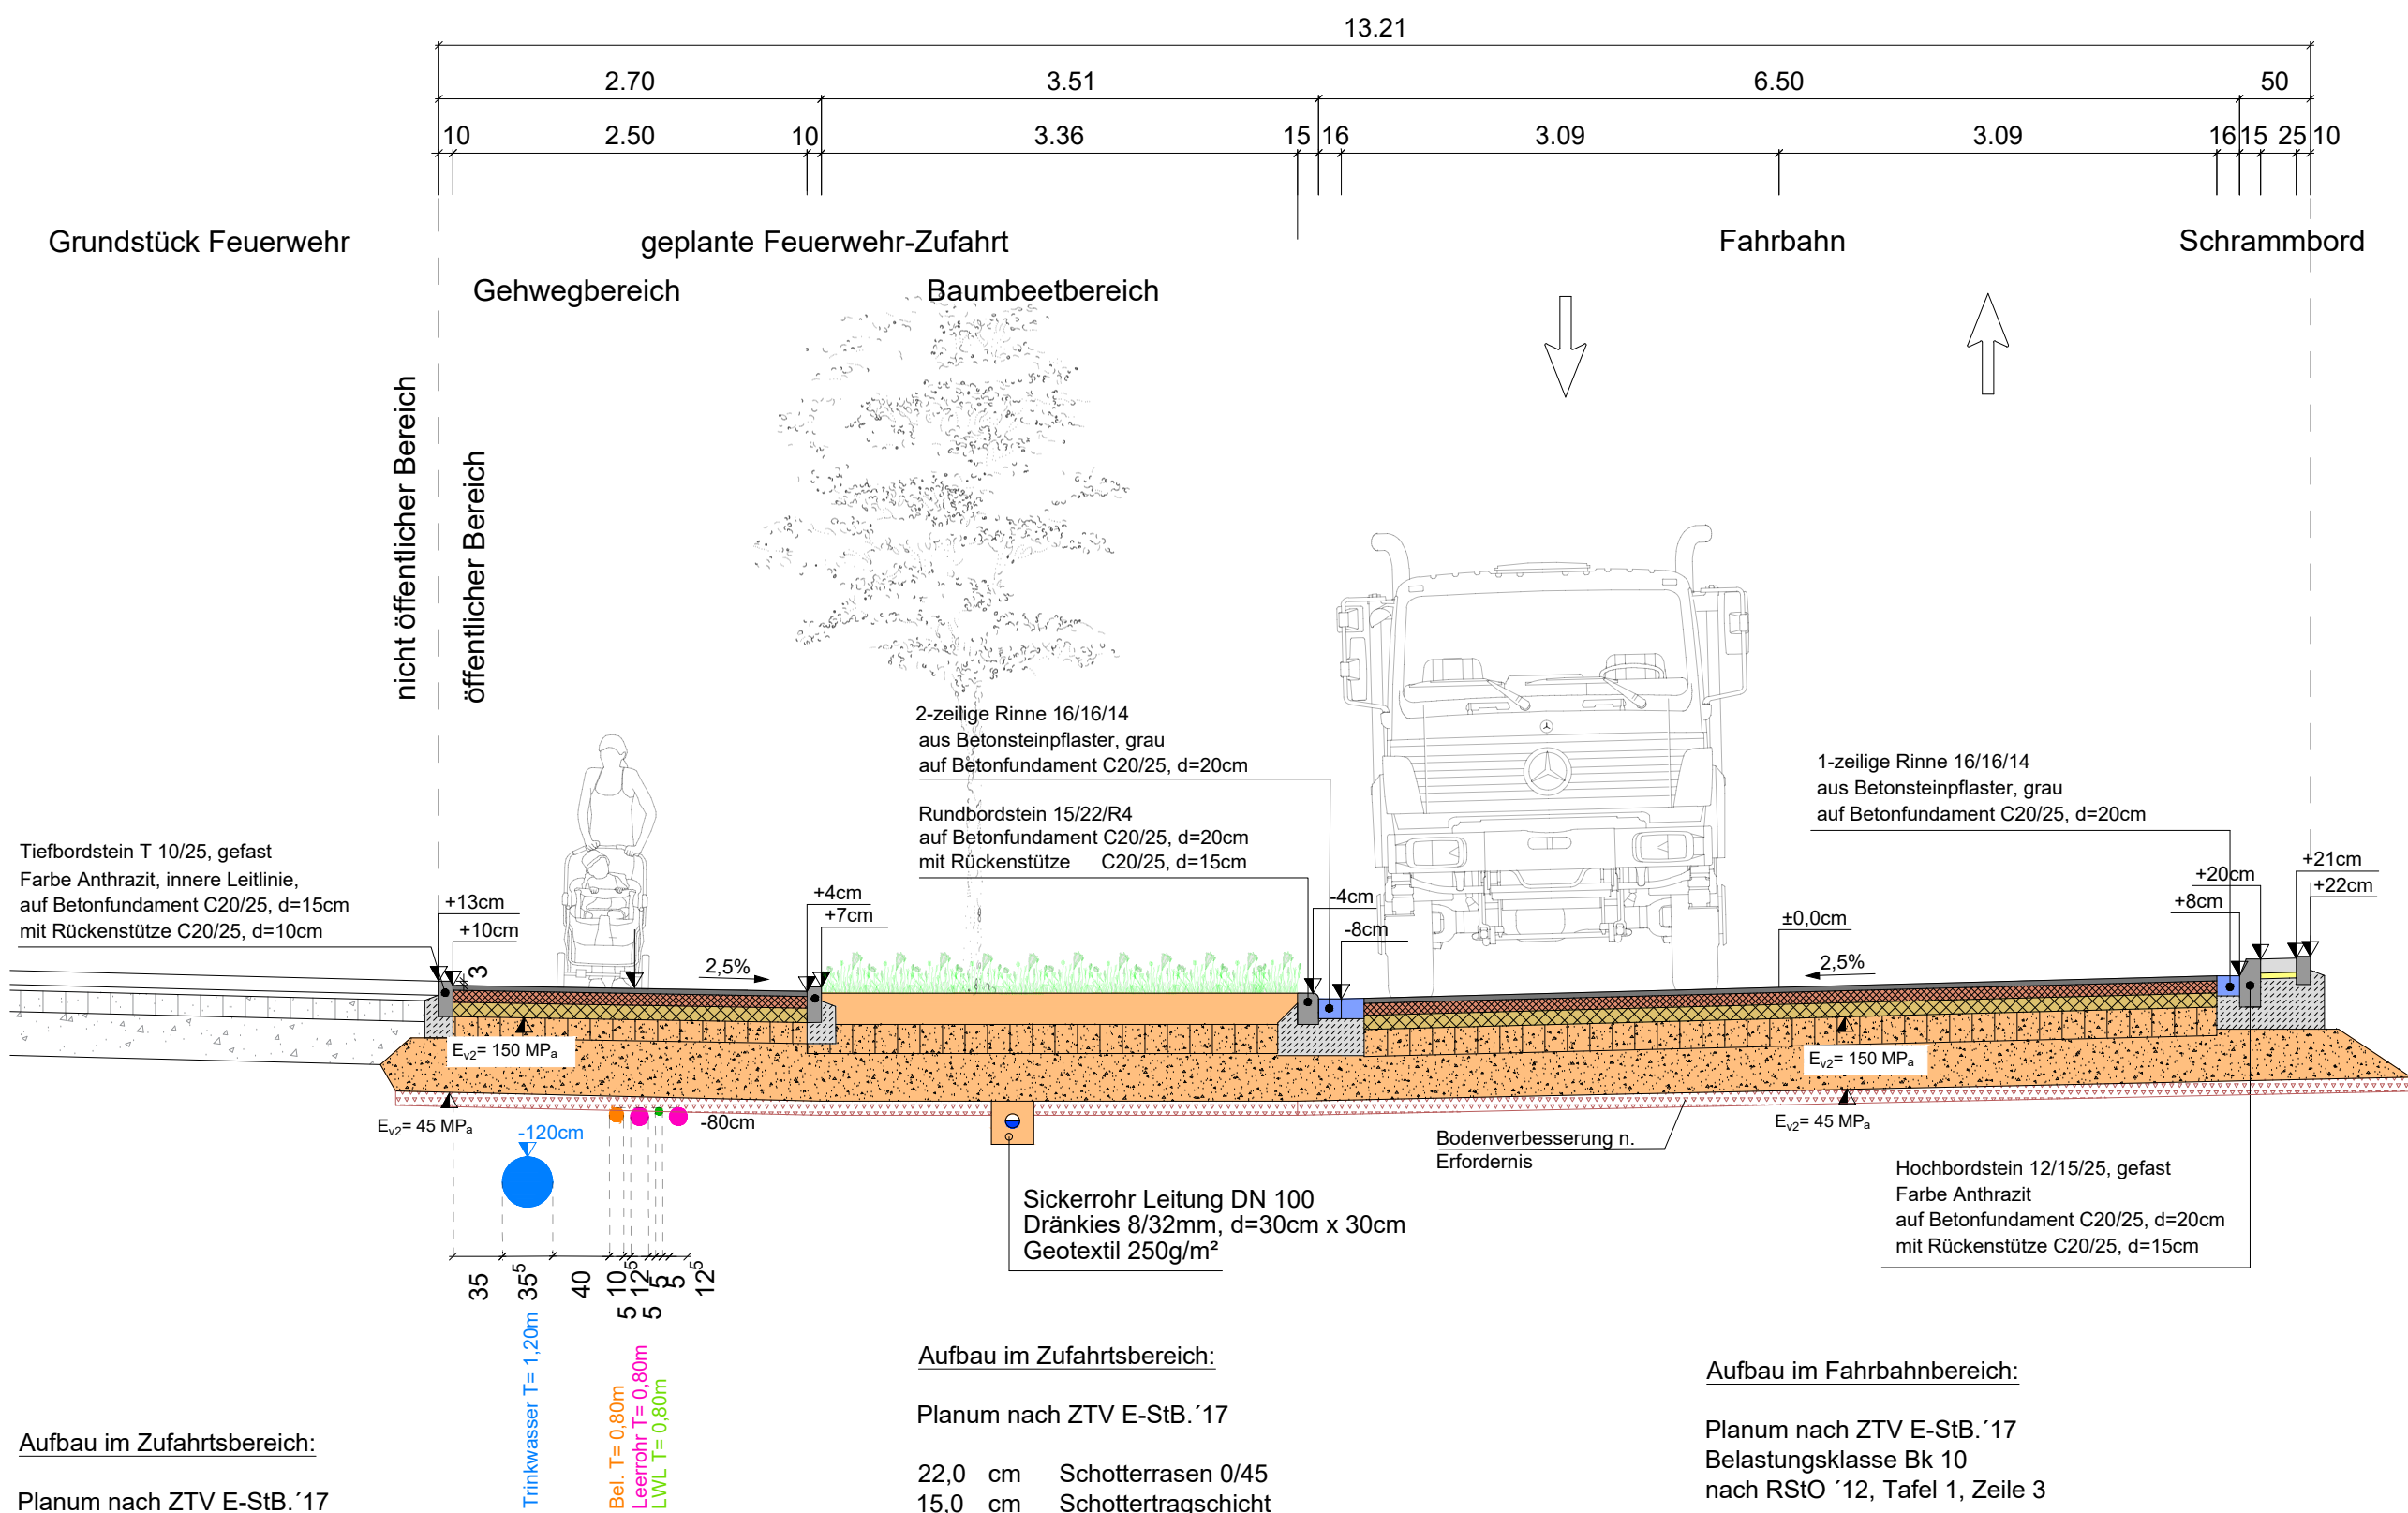 13.21
2.70 3.51 6.50 50
10 2.50 10 3.36 15 16 3.09 3.09 16 15 25 10
Grundstück Feuerwehr
geplante Feuerwehr-Zufahrt
Fahrbahn
Schrammbord
Gehwegbereich
Baumbeetbereich
nicht öffentlicher Bereich
öffentlicher Bereich
2-zeilige Rinne 16/16/14
aus Betonsteinpflaster, grau
auf Betonfundament C20/25, d=20cm
Rundbordstein 15/22/R4
auf Betonfundament C20/25, d=20cm
mit Rückenstütze C20/25, d=15cm
1-zeilige Rinne 16/16/14
aus Betonsteinpflaster, grau
auf Betonfundament C20/25, d=20cm
Tiefbordstein T 10/25, gefast
Farbe Anthrazit, innere Leitlinie,
auf Betonfundament C20/25, d=15cm
mit Rückenstütze C20/25, d=10cm
+13cm
+10cm
3
2,5%
+4cm
+7cm
-4cm
-8cm
±0,0cm
2,5%
+20cm
+8cm
+21cm
+22cm
Ev2= 150 MPa
Ev2= 150 MPa
Ev2= 45 MPa
Ev2= 45 MPa
-120cm
-80cm
Bodenverbesserung n.
Erfordernis
Sickerrohr Leitung DN 100
Dränkies 8/32mm, d=30cm x 30cm
Geotextil 250g/m²
Hochbordstein 12/15/25, gefast
Farbe Anthrazit
auf Betonfundament C20/25, d=20cm
mit Rückenstütze C20/25, d=15cm
35 35⁵ 40 10 5 12⁵ 5 5 5 12⁵
Trinkwasser T= 1,20m
Bel. T= 0,80m
Leerrohr T= 0,80m
LWL T= 0,80m
Aufbau im Zufahrtsbereich:
Planum nach ZTV E-StB.´17
Aufbau im Zufahrtsbereich:
Planum nach ZTV E-StB.´17
22,0 cm Schotterrasen 0/45
15,0 cm Schottertragschicht
Aufbau im Fahrbahnbereich:
Planum nach ZTV E-StB.´17
Belastungsklasse Bk 10
nach RStO ´12, Tafel 1, Zeile 3